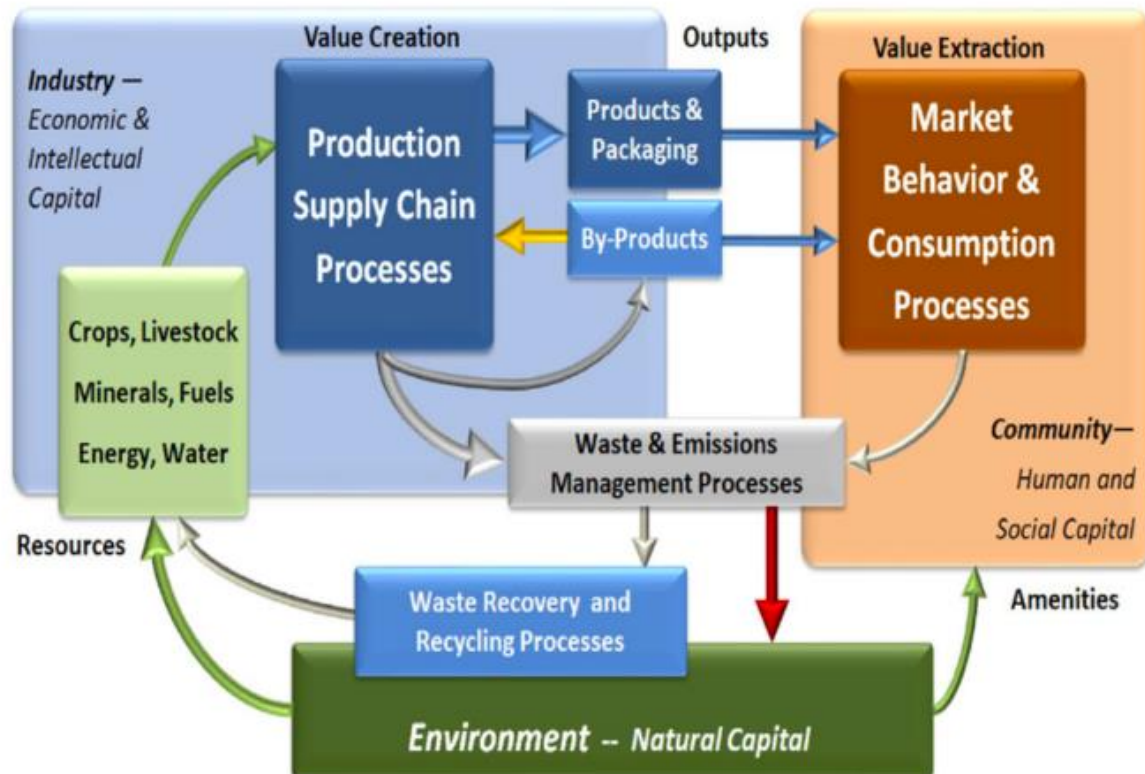 Value Creation
Outputs
Value Extraction
Industry —
Economic &
Intellectual
Capital
Production
Supply Chain
Processes
Products &
Packaging
By-Products
Market
Behavior &
Consumption
Processes
Crops, Livestock
Minerals, Fuels
Energy, Water
Waste & Emissions
Management Processes
Community—
Human and
Social Capital
Resources
Amenities
Waste Recovery and
Recycling Processes
Environment -- Natural Capital